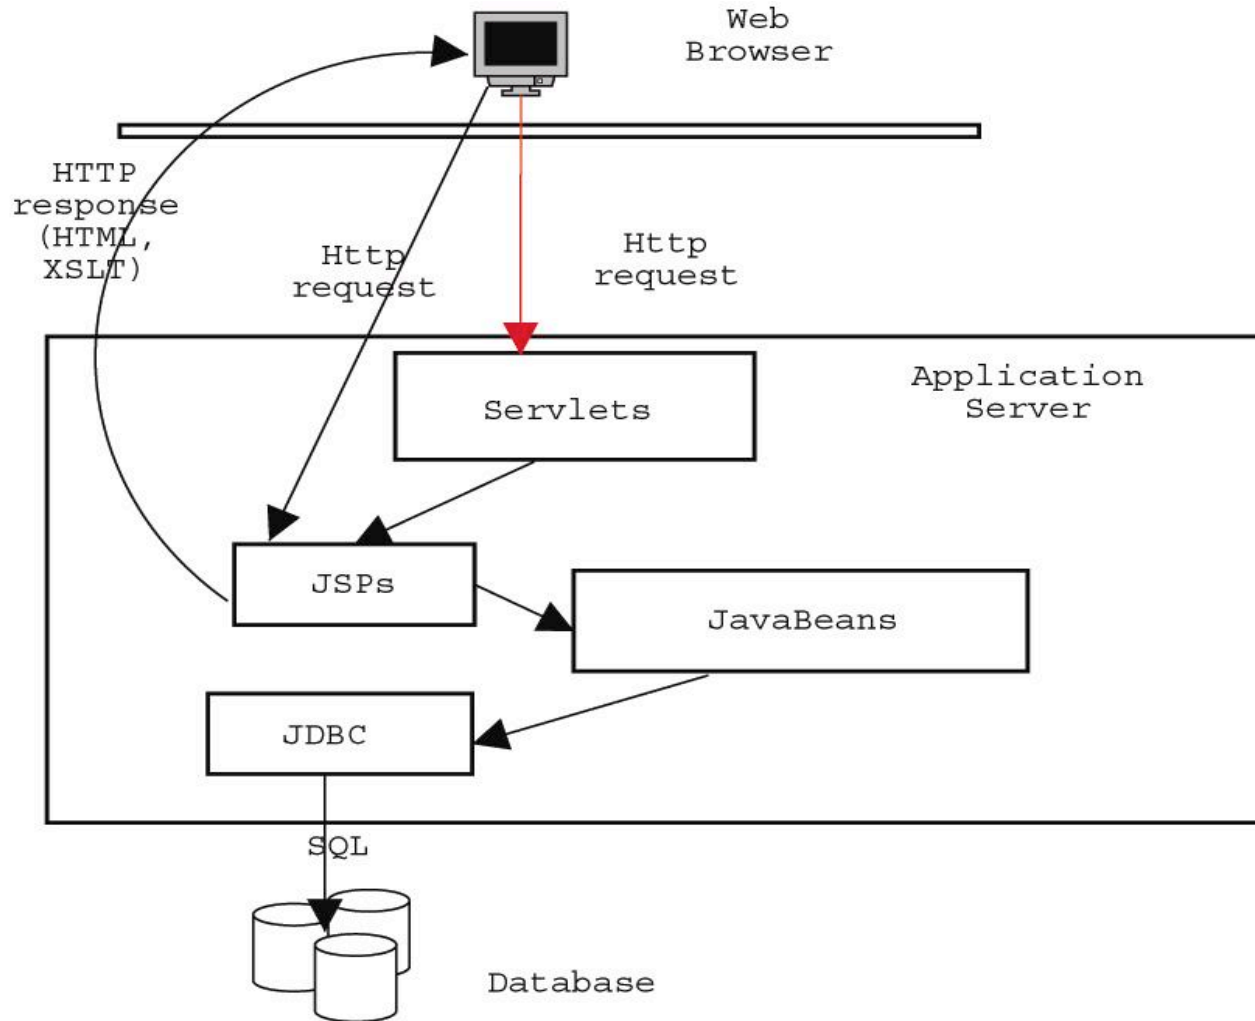 Web
Browser
HTTP
response
(HTML,
XSLT)
Http
request
Http
request
Application
Server
Servlets
JSPs
JavaBeans
JDBC
SQL
Database